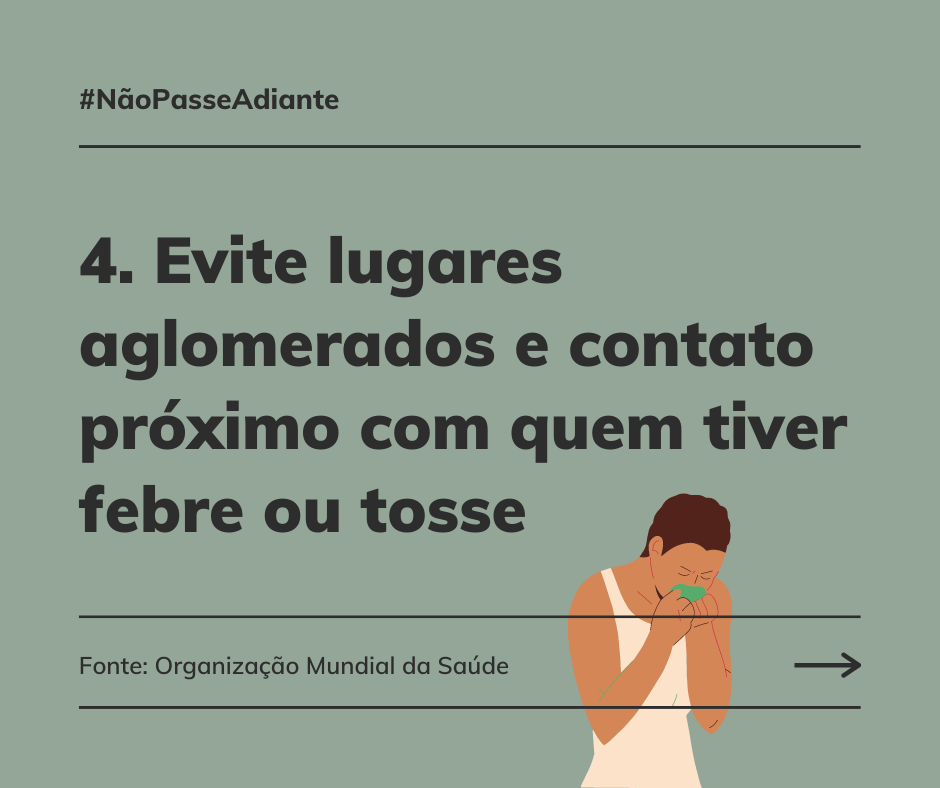 #NãoPasseAdiante
4. Evite lugares
aglomerados e contato
próximo com quem tiver
febre ou tosse
Fonte: Organização Mundial da Saúde